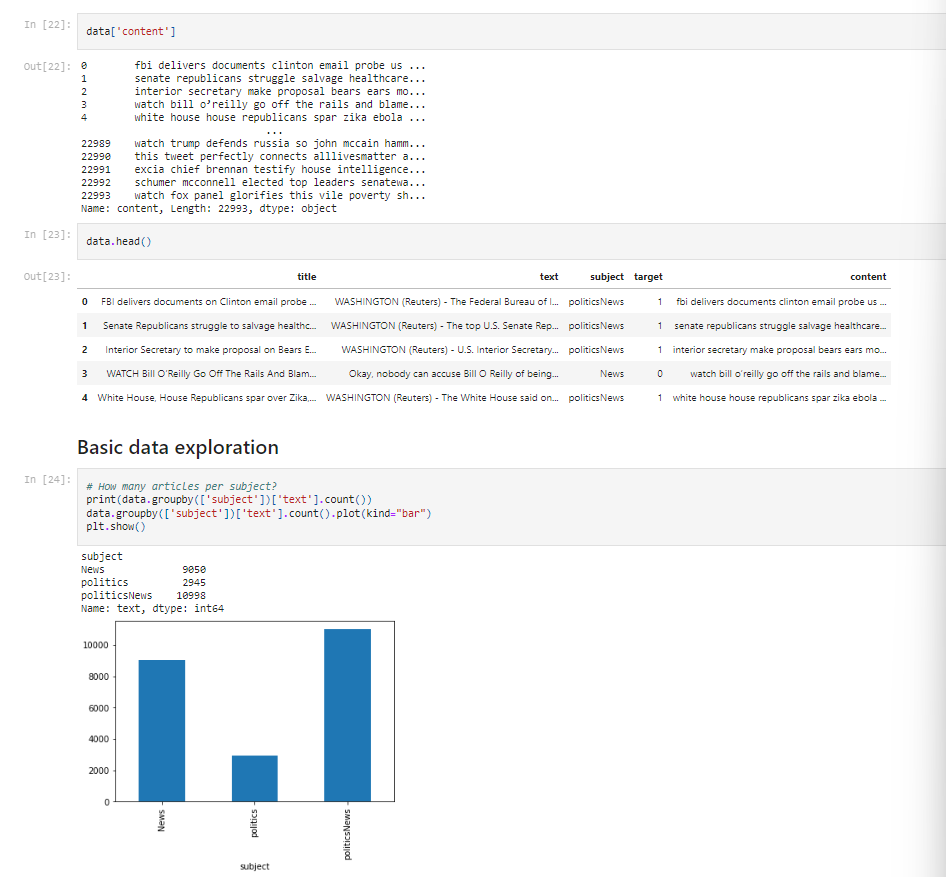 In [22]:
data['content']
Out[22]:
0 fbi delivers documents clinton email probe us ...
1 senate republicans struggle salvage healthcare...
2 interior secretary make proposal bears ears mo...
3 watch bill o’reilly go off the rails and blame...
4 white house house republicans spar zika ebola ...
...
22989 watch trump defends russia so john mccain hamm...
22990 this tweet perfectly connects alllivesmatter a...
22991 excia chief brennan testify house intelligence...
22992 schumer mcconnell elected top leaders senatewa...
22993 watch fox panel glorifies this vile poverty sh...
Name: content, Length: 22993, dtype: object
In [23]:
data.head()
Out[23]:
title text subject target content
0 FBI delivers documents on Clinton email probe ... WASHINGTON (Reuters) - The Federal Bureau of I... politicsNews 1 fbi delivers documents clinton email probe us ...
1 Senate Republicans struggle to salvage healthc... WASHINGTON (Reuters) - The top U.S. Senate Rep... politicsNews 1 senate republicans struggle salvage healthcare...
2 Interior Secretary to make proposal on Bears E... WASHINGTON (Reuters) - U.S. Interior Secretary... politicsNews 1 interior secretary make proposal bears ears mo...
3 WATCH Bill O’Reilly Go Off The Rails And Blam... Okay, nobody can accuse Bill O Reilly of being... News 0 watch bill o’reilly go off the rails and blame...
4 White House, House Republicans spar over Zika,... WASHINGTON (Reuters) - The White House said on... politicsNews 1 white house house republicans spar zika ebola ...
Basic data exploration
In [24]:
# How many articles per subject?
print(data.groupby(['subject'])['text'].count())
data.groupby(['subject'])['text'].count().plot(kind="bar")
plt.show()
subject
News 9050
politics 2945
politicsNews 10998
Name: text, dtype: int64
10000
8000
6000
4000
2000
0
News
politics
politicsNews
subject